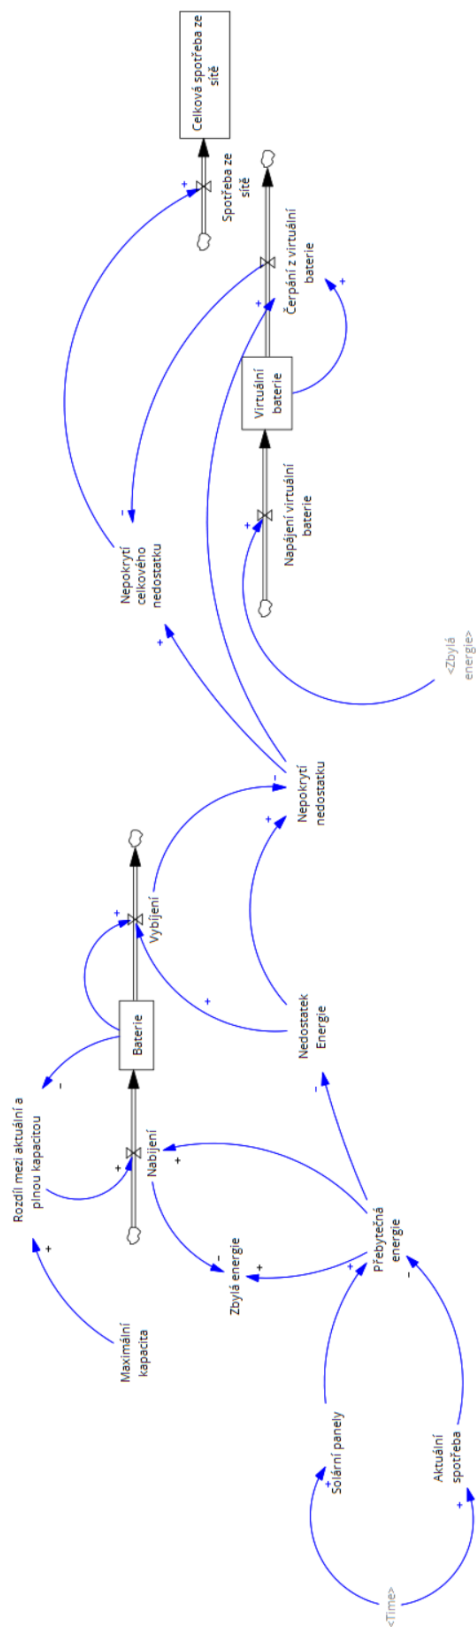 Rozdíl mezi aktuální a
plnou kapacitou
Maximální
kapacita
Baterie
Nabíjení
Vybíjení
Zbylá energie
Přebytečná
energie
Nedostatek
Energie
Nepokrytí
nedostatku
Solární panely
Aktuální
spotřeba
<Time>
Nepokrytí
celkového
nedostatku
Celková spotřeba ze
sítě
Spotřeba ze
sítě
Virtuální
baterie
Napájení virtuální
baterie
Čerpání z virtuální
baterie
<Zbylá
energie>